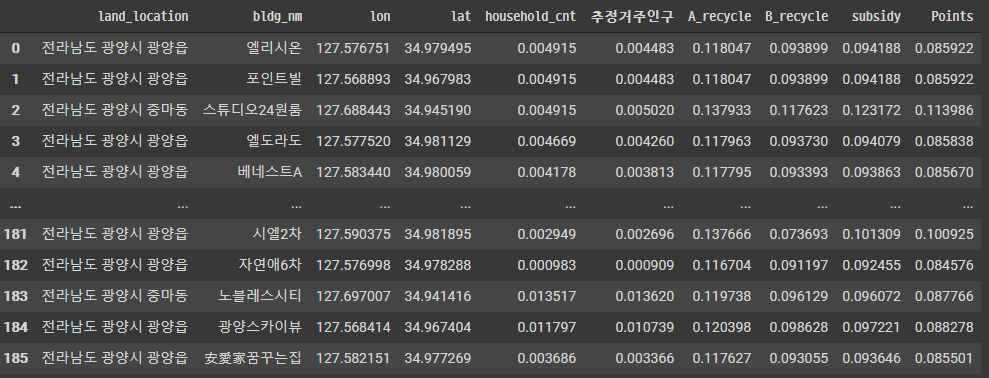 land_location bldg_nm lon lat household_cnt 추정거주인구 A_recycle B_recycle subsidy Points
0 전라남도 광양시 광양읍 엘리시온 127.576751 34.979495 0.004915 0.004483 0.118047 0.093899 0.094188 0.085922
1 전라남도 광양시 광양읍 포인트빌 127.568893 34.967983 0.004915 0.004483 0.118047 0.093899 0.094188 0.085922
2 전라남도 광양시 중마동 스튜디오24원룸 127.688443 34.945190 0.004915 0.005020 0.137933 0.117623 0.123172 0.113986
3 전라남도 광양시 광양읍 엘도라도 127.577520 34.981129 0.004669 0.004260 0.117963 0.093730 0.094079 0.085838
4 전라남도 광양시 광양읍 베네스트A 127.583440 34.980059 0.004178 0.003813 0.117795 0.093393 0.093863 0.085670
... ... ... ... ... ... ... ... ... ... ...
181 전라남도 광양시 광양읍 시엘2차 127.590375 34.981895 0.002949 0.002696 0.137666 0.073693 0.101309 0.100925
182 전라남도 광양시 광양읍 자연애6차 127.576998 34.978288 0.000983 0.000909 0.116704 0.091197 0.092455 0.084576
183 전라남도 광양시 중마동 노블레스시티 127.697007 34.941416 0.013517 0.013620 0.119738 0.096129 0.096072 0.087766
184 전라남도 광양시 광양읍 광양스카이뷰 127.568414 34.967404 0.011797 0.010739 0.120398 0.098628 0.097221 0.088278
185 전라남도 광양시 광양읍 安愛家꿈꾸는집 127.582151 34.977269 0.003686 0.003366 0.117627 0.093055 0.093646 0.085501